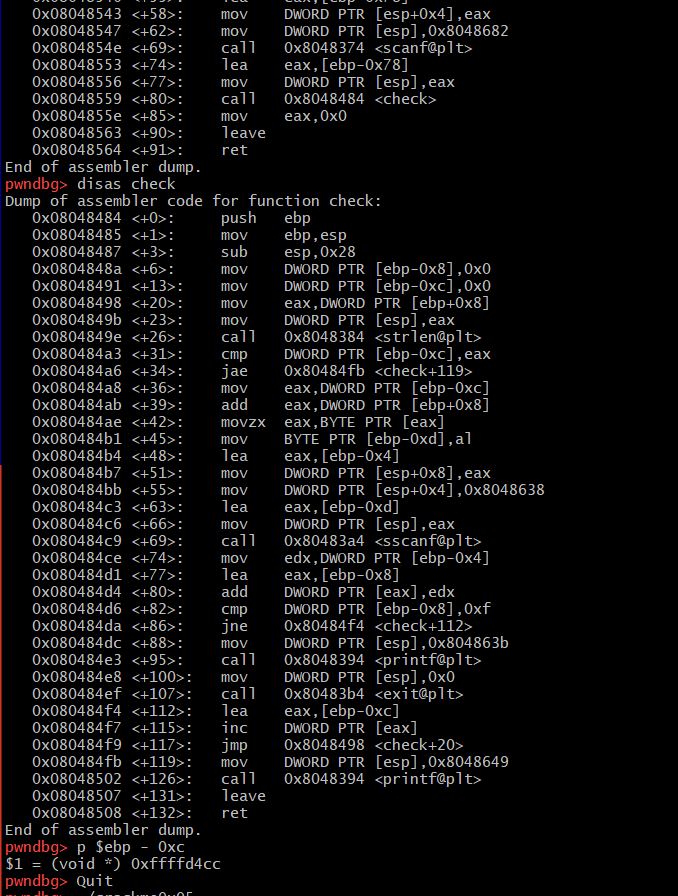 0x08048543 <+58>: mov DWORD PTR [esp+0x4],eax
0x08048547 <+62>: mov DWORD PTR [esp],0x8048682
0x0804854e <+69>: call 0x8048374 <scanf@plt>
0x08048553 <+74>: lea eax,[ebp-0x78]
0x08048556 <+77>: mov DWORD PTR [esp],eax
0x08048559 <+80>: call 0x8048484 <check>
0x0804855e <+85>: mov eax,0x0
0x08048563 <+90>: leave
0x08048564 <+91>: ret
End of assembler dump.
pwndbg> disas check
Dump of assembler code for function check:
0x08048484 <+0>: push ebp
0x08048485 <+1>: mov ebp,esp
0x08048487 <+3>: sub esp,0x28
0x0804848a <+6>: mov DWORD PTR [ebp-0x8],0x0
0x08048491 <+13>: mov DWORD PTR [ebp-0xc],0x0
0x08048498 <+20>: mov eax,DWORD PTR [ebp+0x8]
0x0804849b <+23>: mov DWORD PTR [esp],eax
0x0804849e <+26>: call 0x8048384 <strlen@plt>
0x080484a3 <+31>: cmp DWORD PTR [ebp-0xc],eax
0x080484a6 <+34>: jae 0x80484fb <check+119>
0x080484a8 <+36>: mov eax,DWORD PTR [ebp-0xc]
0x080484ab <+39>: add eax,DWORD PTR [ebp+0x8]
0x080484ae <+42>: movzx eax,BYTE PTR [eax]
0x080484b1 <+45>: mov BYTE PTR [ebp-0xd],al
0x080484b4 <+48>: lea eax,[ebp-0x4]
0x080484b7 <+51>: mov DWORD PTR [esp+0x8],eax
0x080484bb <+55>: mov DWORD PTR [esp+0x4],0x8048638
0x080484c3 <+63>: lea eax,[ebp-0xd]
0x080484c6 <+66>: mov DWORD PTR [esp],eax
0x080484c9 <+69>: call 0x80483a4 <sscanf@plt>
0x080484ce <+74>: mov edx,DWORD PTR [ebp-0x4]
0x080484d1 <+77>: lea eax,[ebp-0x8]
0x080484d4 <+80>: add DWORD PTR [eax],edx
0x080484d6 <+82>: cmp DWORD PTR [ebp-0x8],0xf
0x080484da <+86>: jne 0x80484f4 <check+112>
0x080484dc <+88>: mov DWORD PTR [esp],0x804863b
0x080484e3 <+95>: call 0x8048394 <printf@plt>
0x080484e8 <+100>: mov DWORD PTR [esp],0x0
0x080484ef <+107>: call 0x80483b4 <exit@plt>
0x080484f4 <+112>: lea eax,[ebp-0xc]
0x080484f7 <+115>: inc DWORD PTR [eax]
0x080484f9 <+117>: jmp 0x8048498 <check+20>
0x080484fb <+119>: mov DWORD PTR [esp],0x8048649
0x08048502 <+126>: call 0x8048394 <printf@plt>
0x08048507 <+131>: leave
0x08048508 <+132>: ret
End of assembler dump.
pwndbg> p $ebp - 0xc
$1 = (void *) 0xffffd4cc
pwndbg> Quit